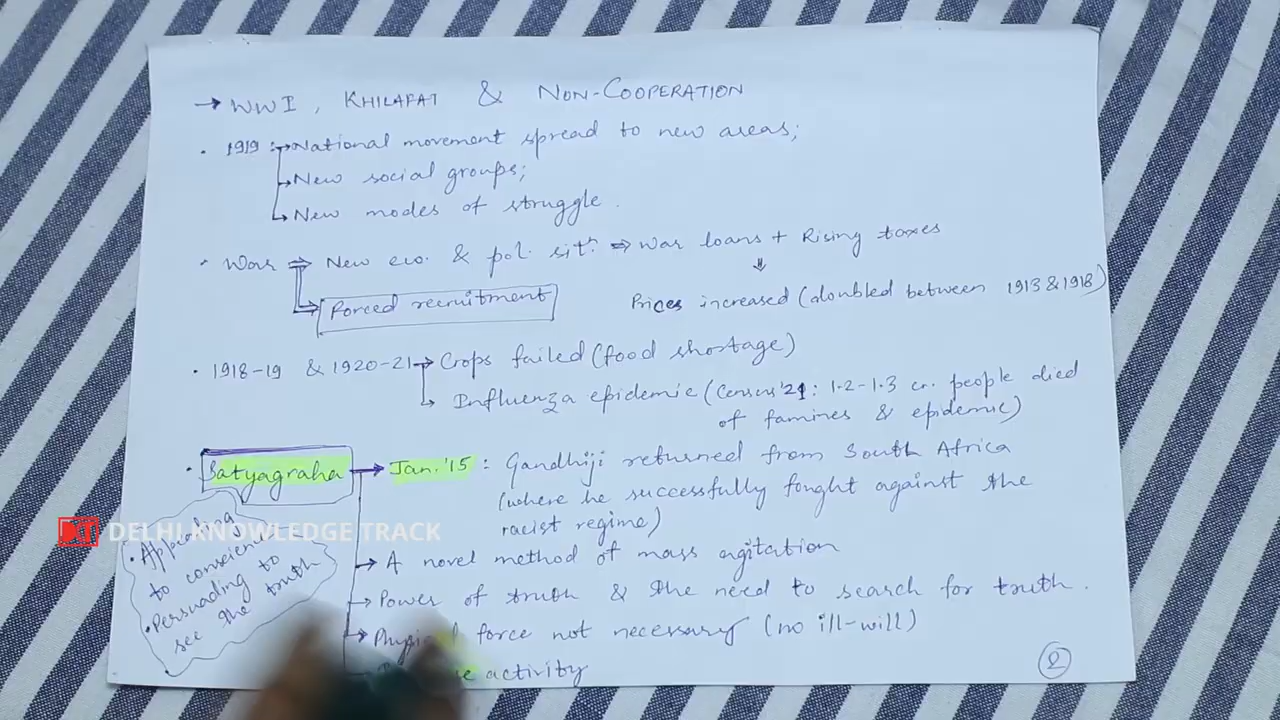 → WWI, KHILAFAT & NON-COOPERATION
• 1919 :→ National movement spread to new areas;
→ New social groups;
→ New modes of struggle.
• War ⇒ New eco. & pol. sitⁿ. ⇒ War loans + Rising taxes
⇓
→ Forced recruitment
Prices increased (doubled between 1913 & 1918)
• 1918-19 & 1920-21 → Crops failed (food shortage)
→ Influenza epidemic (Census '21 : 1.2-1.3 cr. people died
of famines & epidemic)
• Satyagraha → Jan. '15 : Gandhiji returned from South Africa
(where he successfully fought against the
racist regime)
DKT DELHI KNOWLEDGE TRACK
• Appealing
to conscience
• Persuading to
see the truth
→ A novel method of mass agitation
→ Power of truth & the need to search for truth.
→ Physical force not necessary (no ill-will)
activity
2